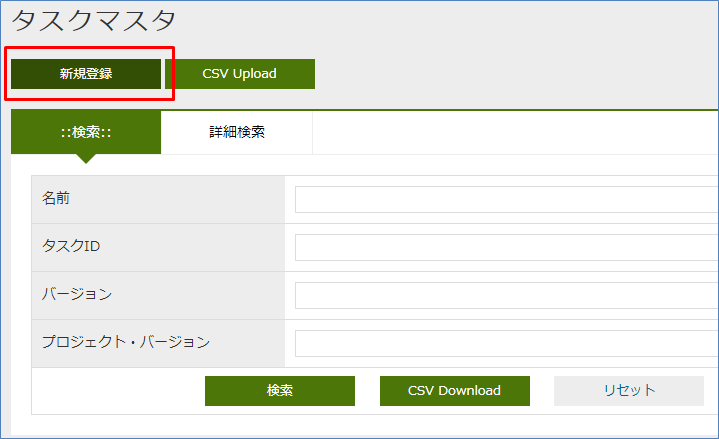 タスクマスタ
新規登録 CSV Upload
::検索:: 詳細検索
名前
タスクID
バージョン
プロジェクト・バージョン
検索 CSV Download リセット